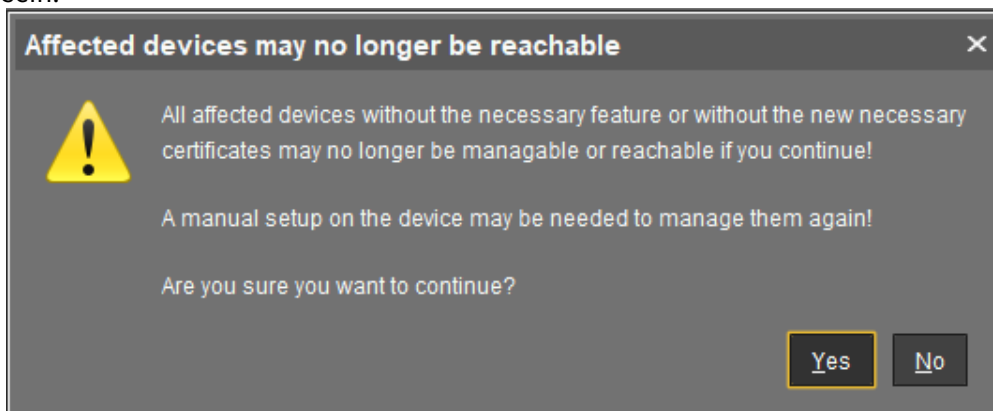 Affected devices may no longer be reachable
All affected devices without the necessary feature or without the new necessary
certificates may no longer be managable or reachable if you continue!
A manual setup on the device may be needed to manage them again!
Are you sure you want to continue?
Yes No